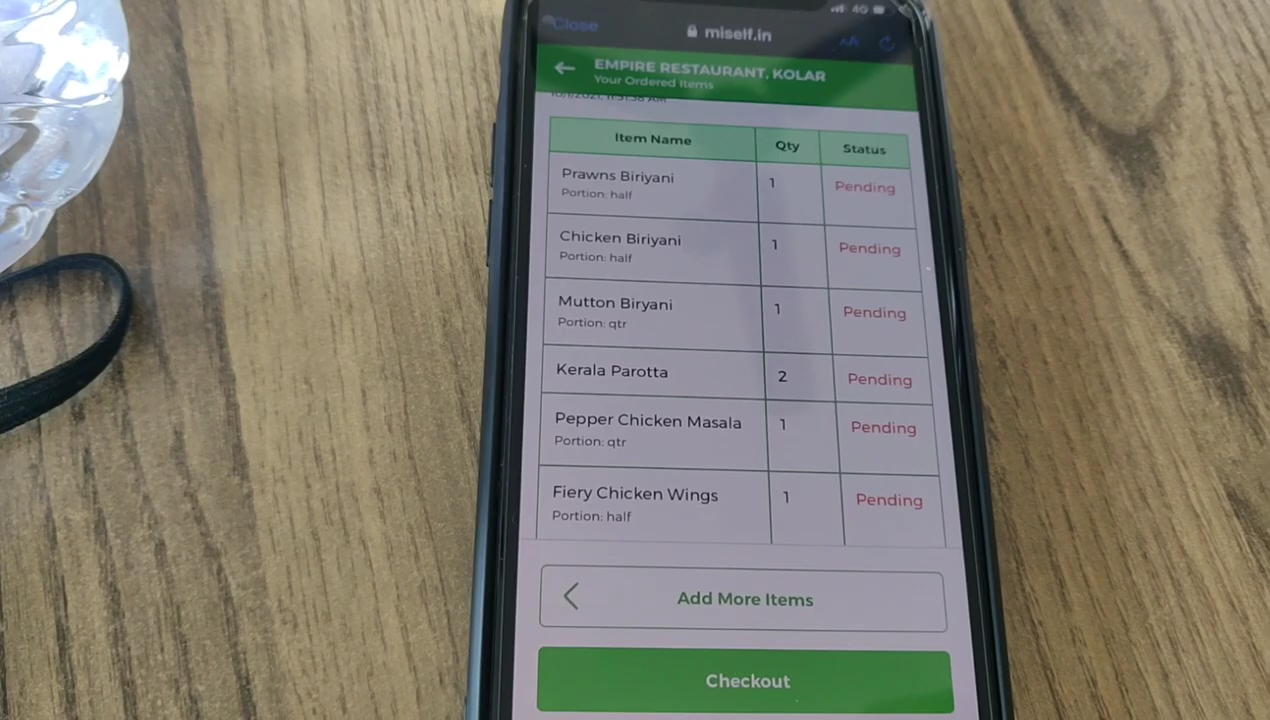 Close
4G
miself.in
AA
EMPIRE RESTAURANT, KOLAR
Your Ordered Items
Item Name Qty Status
Prawns Biriyani 1 Pending
Portion: half
Chicken Biriyani 1 Pending
Portion: half
Mutton Biryani 1 Pending
Portion: qtr
Kerala Parotta 2 Pending
Pepper Chicken Masala 1 Pending
Portion: qtr
Fiery Chicken Wings 1 Pending
Portion: half
Add More Items
Checkout